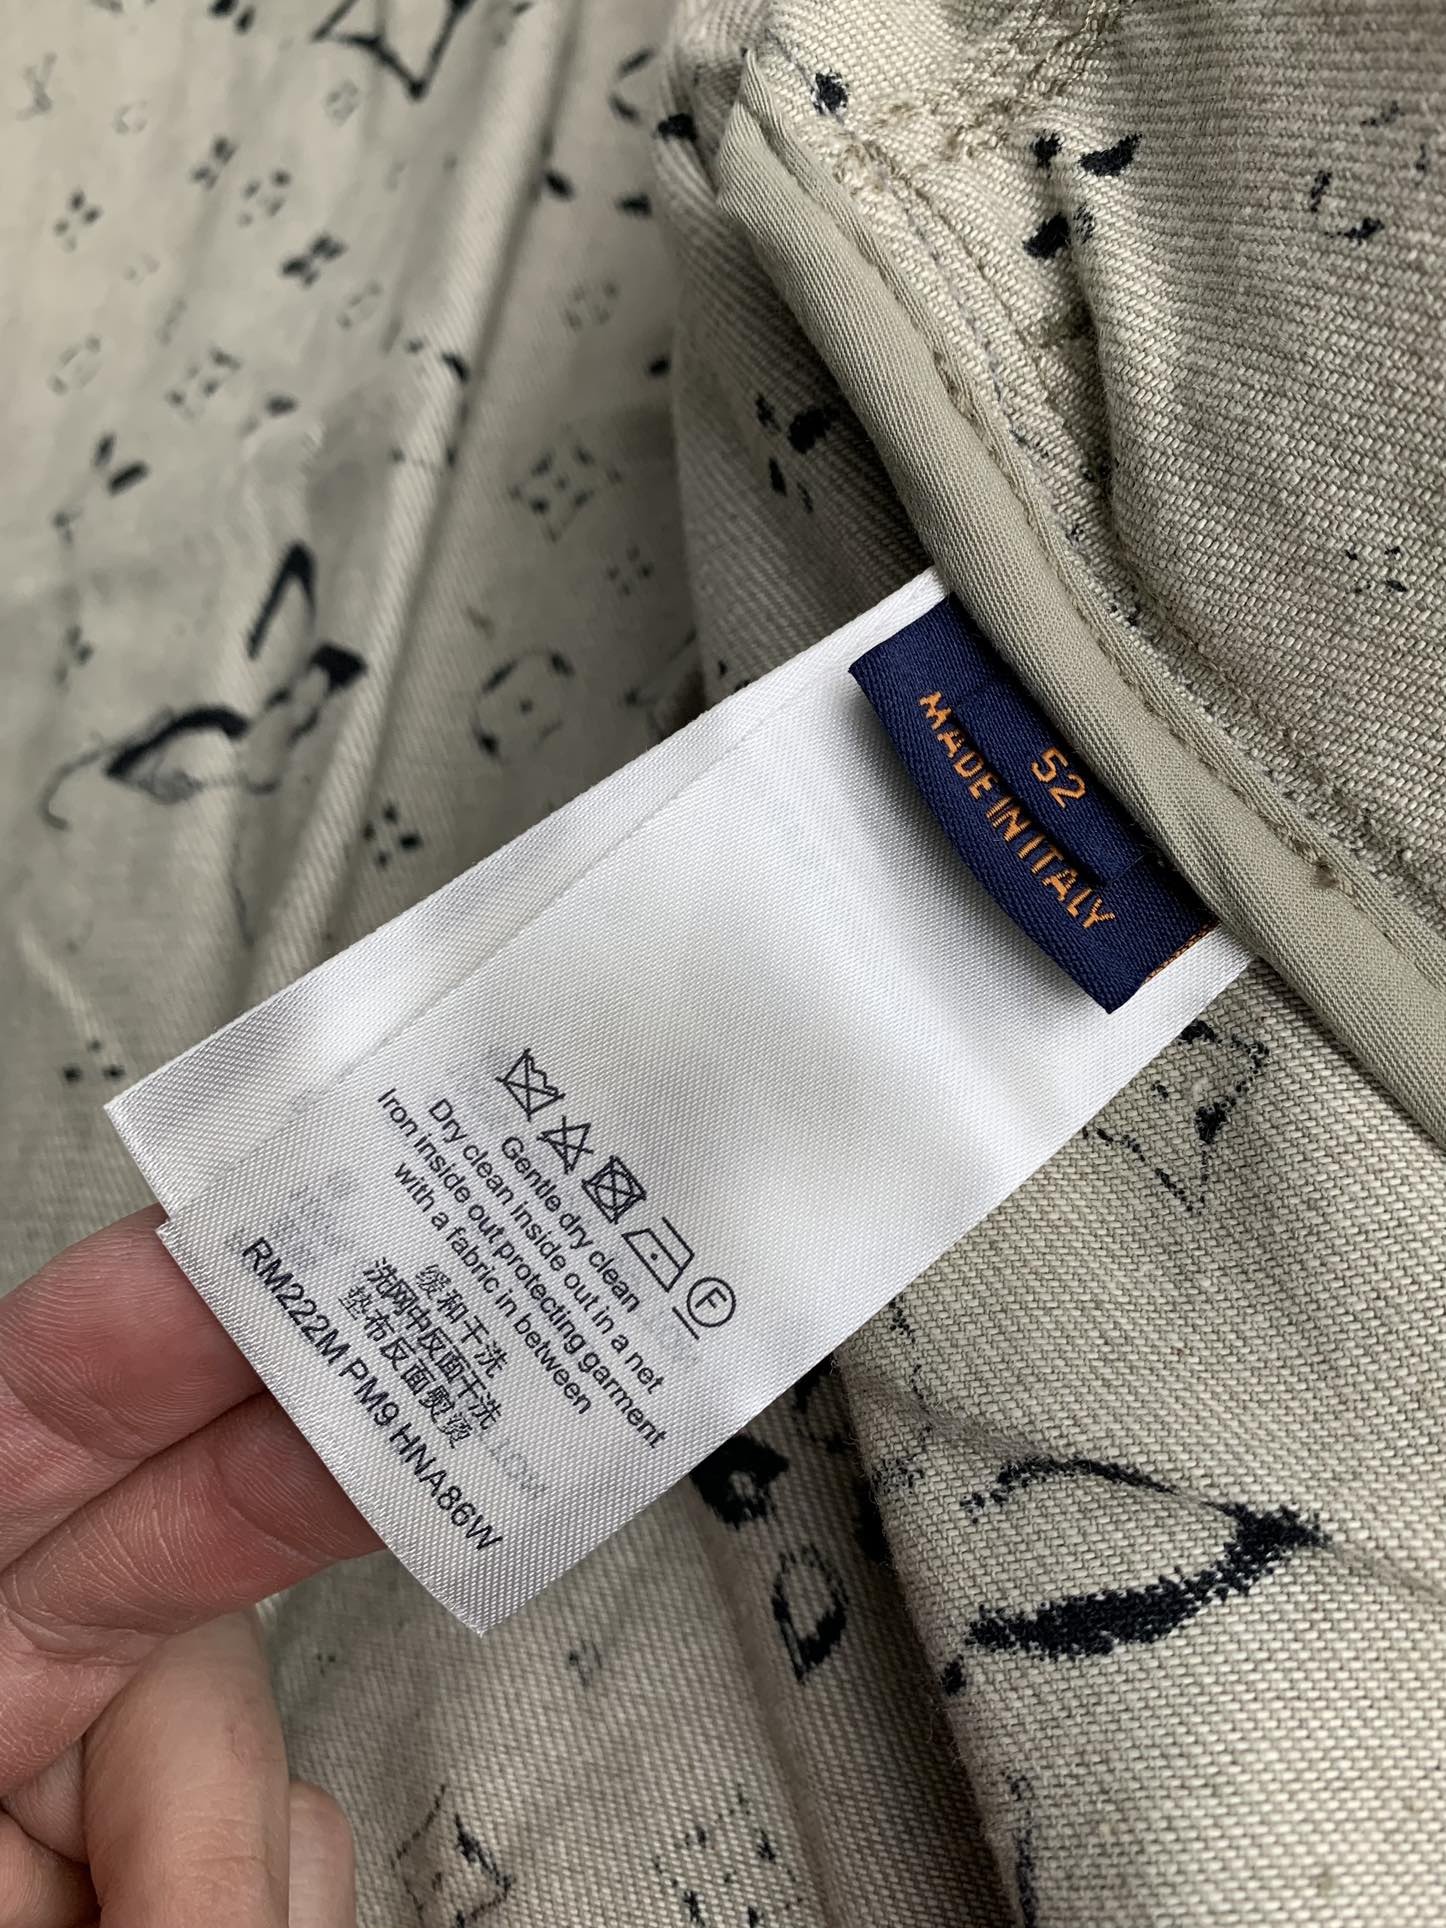 52
MADE IN ITALY
F
Gentle dry clean
Dry clean inside out in a net
Iron inside out protecting garment
with a fabric in between
缓和干洗
洗网中反面干洗
垫布反面熨烫
RM222M PM9 HNA86W